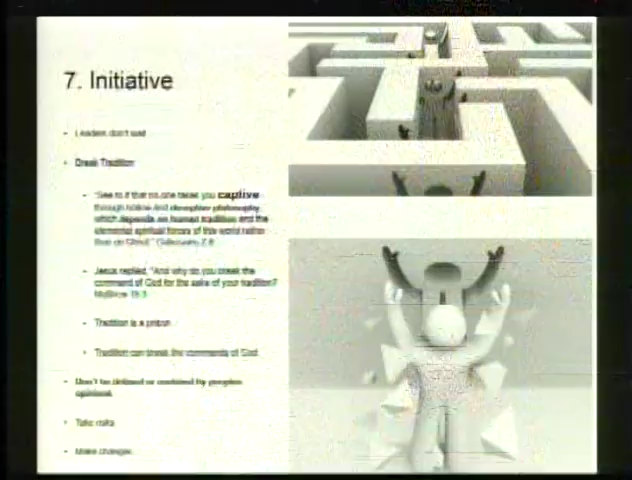 7. Initiative
Leaders don't wait
Break Tradition
"See to it that no one takes you captive
through hollow and deceptive philosophy,
which depends on human tradition and the
elemental spiritual forces of this world rather
than on Christ." Colossians 2:8
Jesus replied, "And why do you break the
command of God for the sake of your tradition?
Matthew 15:3
Tradition is a prison
Tradition can break the commands of God
Don't be defined or confined by peoples
opinions
Take risks
Make changes